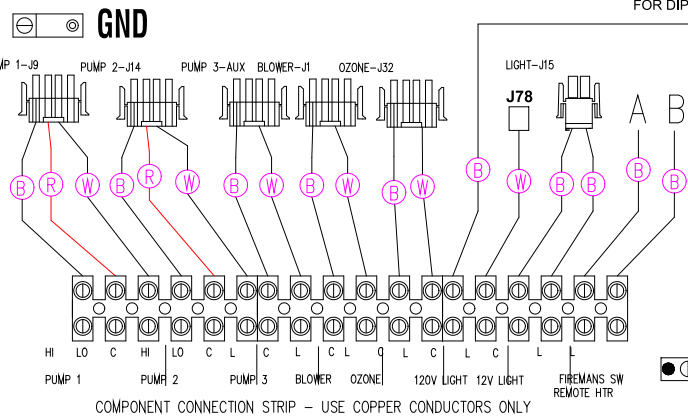 FOR DIP
GND
MP 1-J9 PUMP 2-J14 PUMP 3-AUX BLOWER-J1 OZONE-J32 LIGHT-J15
J78
A B
B R W B R W B W B W B W B W B B B B
HI LO C HI LO C L C L C L C L C L C L L
PUMP 1 PUMP 2 PUMP 3 BLOWER OZONE 120V LIGHT 12V LIGHT FIREMANS SW
REMOTE HTR
COMPONENT CONNECTION STRIP - USE COPPER CONDUCTORS ONLY